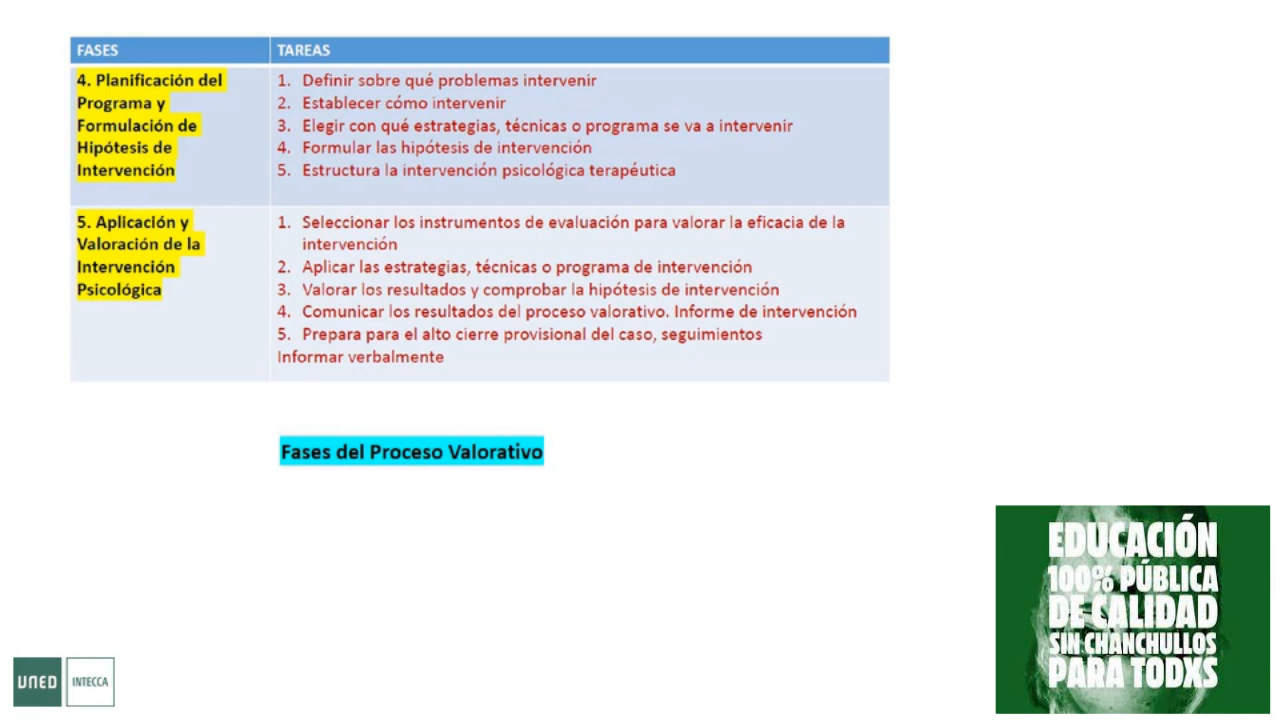 FASES
TAREAS
4. Planificación del
Programa y
Formulación de
Hipótesis de
Intervención
1. Definir sobre qué problemas intervenir
2. Establecer cómo intervenir
3. Elegir con qué estrategias, técnicas o programa se va a intervenir
4. Formular las hipótesis de intervención
5. Estructura la intervención psicológica terapéutica
5. Aplicación y
Valoración de la
Intervención
Psicológica
1. Seleccionar los instrumentos de evaluación para valorar la eficacia de la
intervención
2. Aplicar las estrategias, técnicas o programa de intervención
3. Valorar los resultados y comprobar la hipótesis de intervención
4. Comunicar los resultados del proceso valorativo. Informe de intervención
5. Prepara para el alto cierre provisional del caso, seguimientos
Informar verbalmente
Fases del Proceso Valorativo
EDUCACIÓN
100% PÚBLICA
DE CALIDAD
SIN CHANCHULLOS
PARA TODXS
UNED
INTECCA